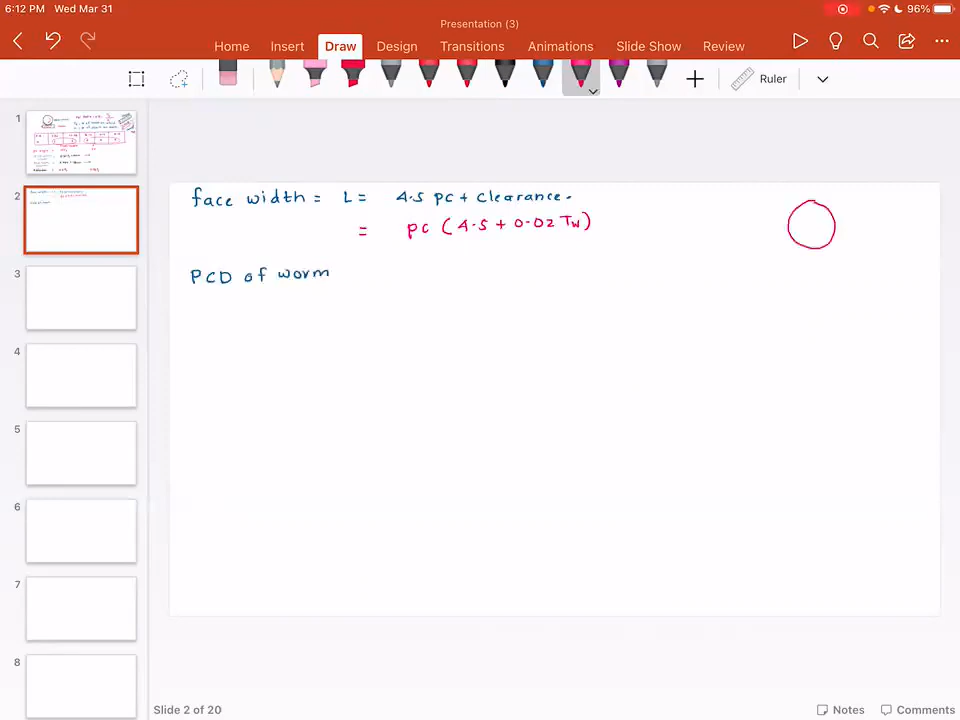 6:12 PM Wed Mar 31
96%
Presentation (3)
Home Insert Draw Design Transitions Animations Slide Show Review
Ruler
1
2
3
4
5
6
7
8
face width = L = 4.5 pc + clearance.
= pc (4.5 + 0.02 Tw)
PCD of worm
Slide 2 of 20
Notes
Comments